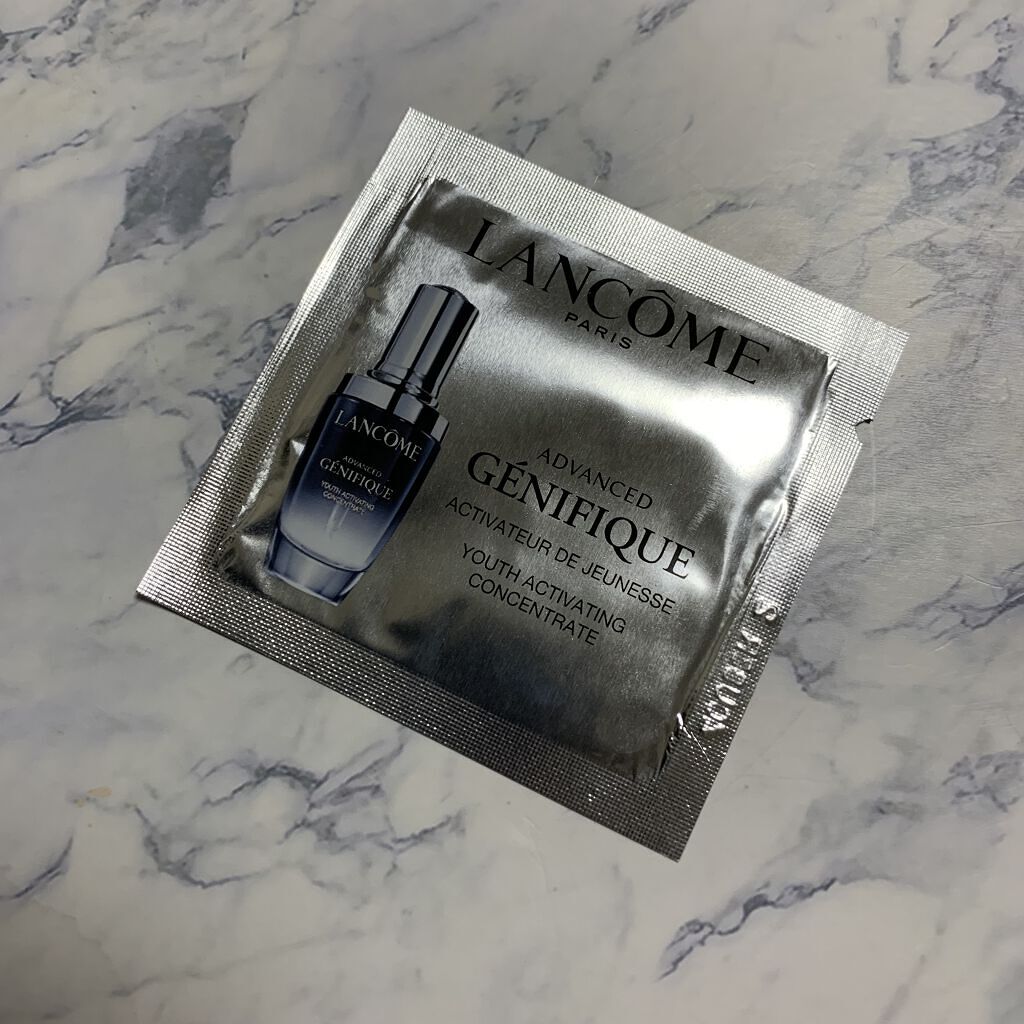 LANCÔME
PARIS
LANCÔME
ADVANCED
GÉNIFIQUE
YOUTH ACTIVATING
CONCENTRATE
ADVANCED
GÉNIFIQUE
ACTIVATEUR DE JEUNESSE
YOUTH ACTIVATING
CONCENTRATE